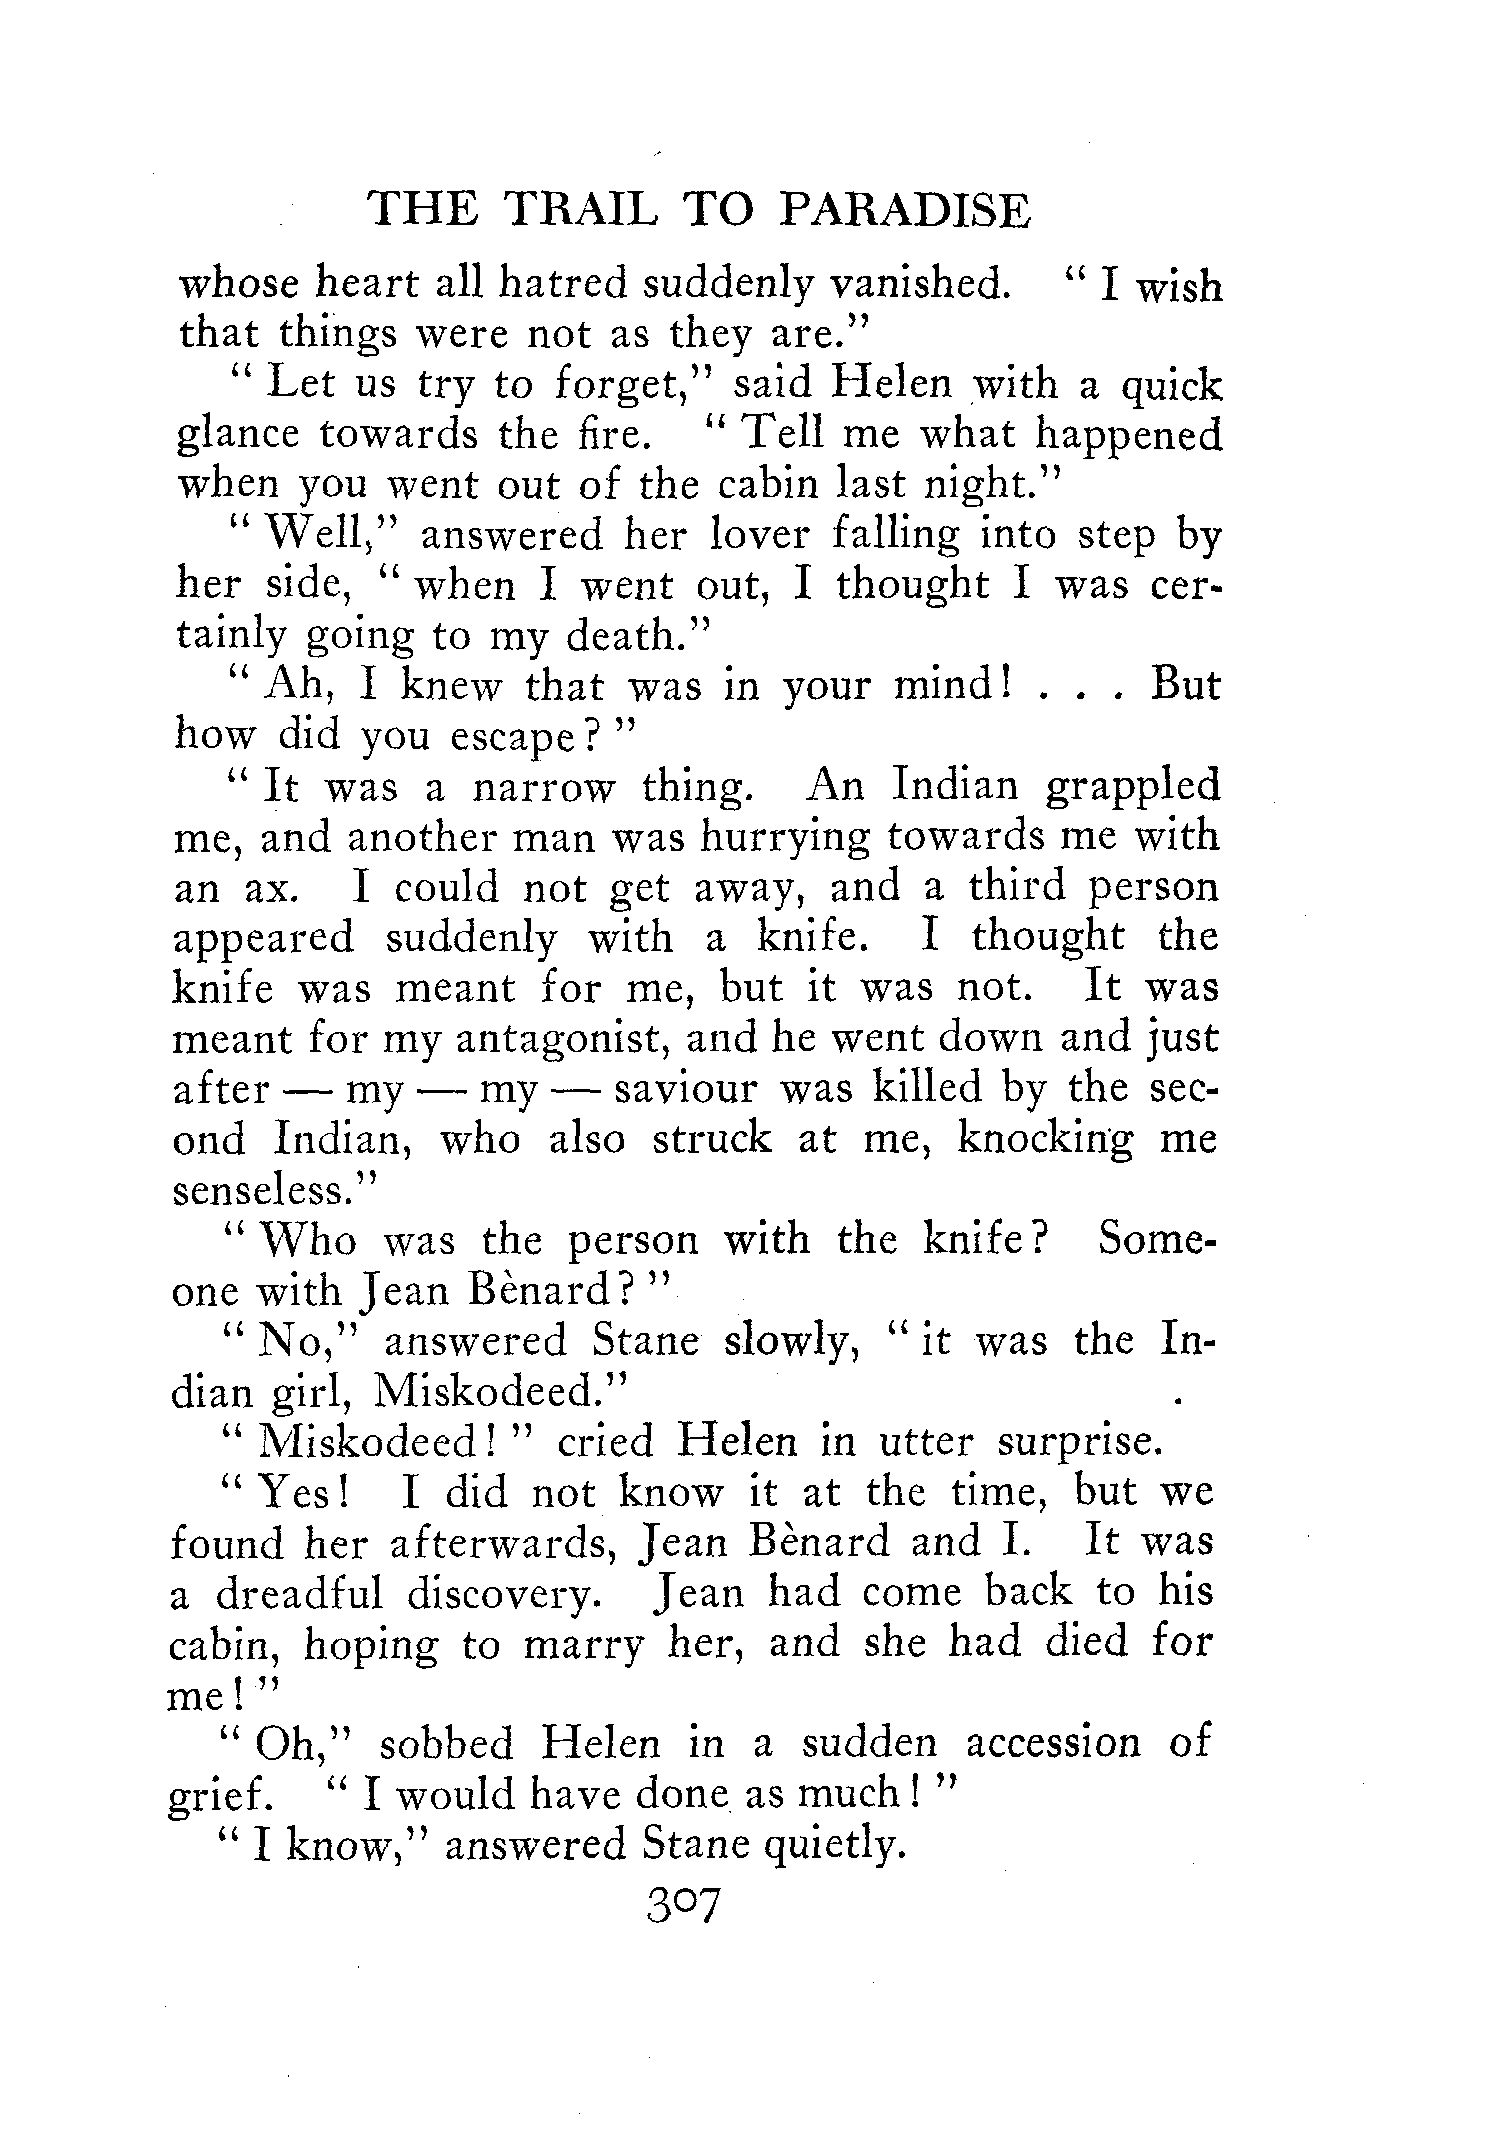 THE TRAIL TO PARADISE
whose heart all hatred suddenly vanished. " I wish
that things were not as they are."
" Let us try to forget," said Helen with a quick
glance towards the fire. " Tell me what happened
when you went out of the cabin last night."
" Well," answered her lover falling into step by
her side, " when I went out, I thought I was cer-
tainly going to my death."
" Ah, I knew that was in your mind! . . . But
how did you escape? "
" It was a narrow thing. An Indian grappled
me, and another man was hurrying towards me with
an ax. I could not get away, and a third person
appeared suddenly with a knife. I thought the
knife was meant for me, but it was not. It was
meant for my antagonist, and he went down and just
after — my — my — saviour was killed by the sec-
ond Indian, who also struck at me, knocking me
senseless."
" Who was the person with the knife? Some-
one with Jean Bènard? "
" No," answered Stane slowly, " it was the In-
dian girl, Miskodeed."
" Miskodeed! " cried Helen in utter surprise.
" Yes! I did not know it at the time, but we
found her afterwards, Jean Bènard and I. It was
a dreadful discovery. Jean had come back to his
cabin, hoping to marry her, and she had died for
me! "
" Oh," sobbed Helen in a sudden accession of
grief. " I would have done as much! "
" I know," answered Stane quietly.
307